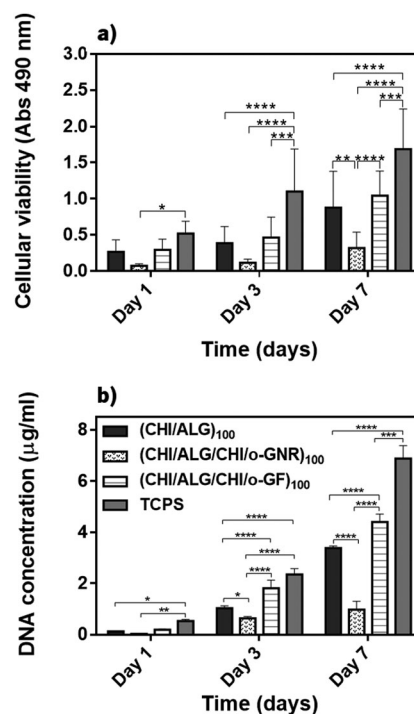 a)
Cellular viability (Abs 490 nm)
3.0
2.5
2.0
1.5
1.0
0.5
0.0
*
****
****
***
****
****
***
**
****
Day 1
Day 3
Day 7
Time (days)
b)
DNA concentration (µg/ml)
8
6
4
2
0
(CHI/ALG)100
(CHI/ALG/CHI/o-GNR)100
(CHI/ALG/CHI/o-GF)100
TCPS
*
**
****
****
****
****
*
****
***
****
****
****
Day 1
Day 3
Day 7
Time (days)